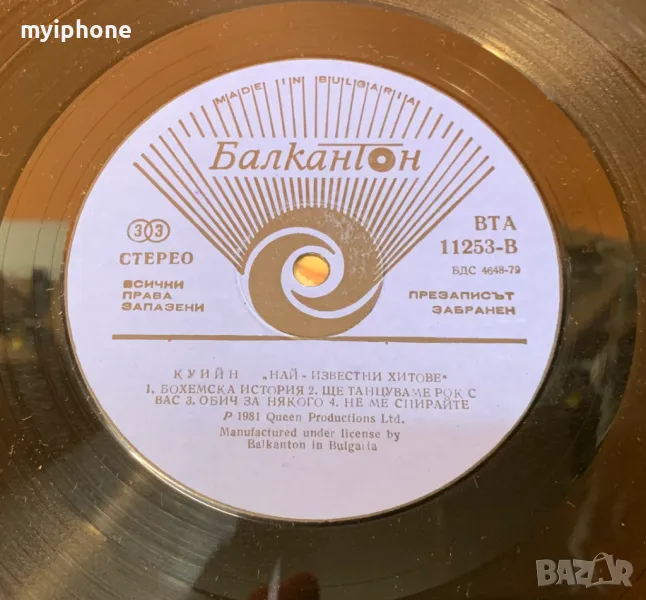 myiphone
MADE IN BULGARIA
Балкантон
33
СТЕРЕО
ВСИЧКИ
ПРАВА
ЗАПАЗЕНИ
ВТА
11253-В
БДС 4648-79
ПРЕЗАПИСЪТ
ЗАБРАНЕН
КУИЙН „НАЙ - ИЗВЕСТНИ ХИТОВЕ“
1. БОХЕМСКА ИСТОРИЯ 2. ЩЕ ТАНЦУВАМЕ РОК С
ВАС 3. ОБИЧ ЗА НЯКОГО 4. НЕ МЕ СПИРАЙТЕ
P 1981 Queen Productions Ltd.
Manufactured under license by
Balkanton in Bulgaria
BAZAR